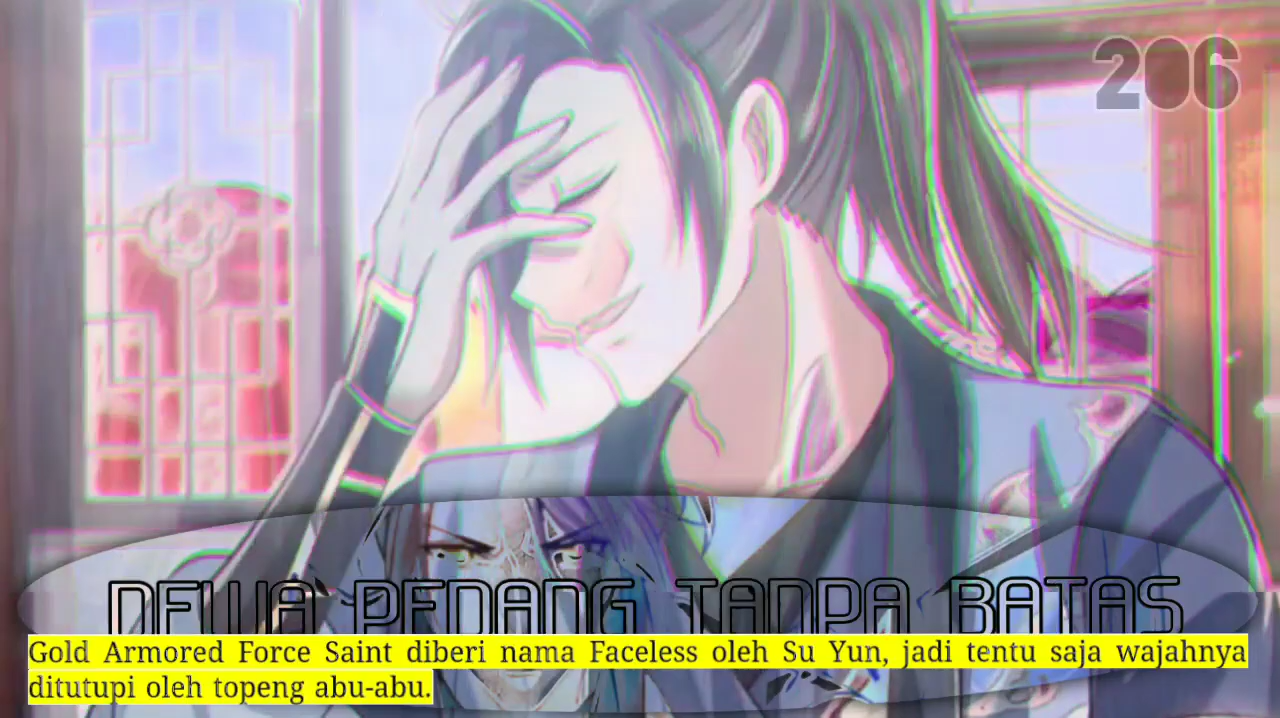 206
DEWA PEDANG TANPA BATAS
Gold Armored Force Saint diberi nama Faceless oleh Su Yun, jadi tentu saja wajahnya
ditutupi oleh topeng abu-abu.